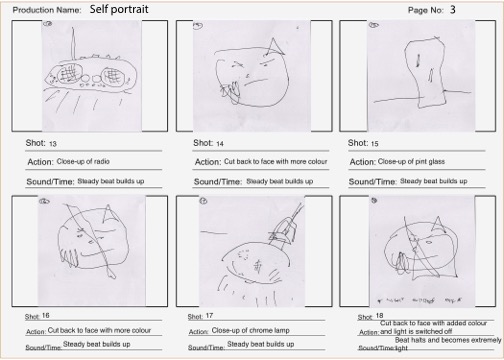 Production Name: Self portrait Page No: 3
Shot: 13
Action: Close-up of radio
Sound/Time: Steady beat builds up
Shot: 14
Action: Cut back to face with more colour
Sound/Time: Steady beat builds up
Shot: 15
Action: Close-up of pint glass
Sound/Time: Steady beat builds up
Shot: 16
Action: Cut back to face with more colour
Sound/Time: Steady beat builds up
Shot: 17
Action: Close-up of chrome lamp
Sound/Time: Steady beat builds up
Shot: 18
Cut back to face with added colour
Action: and light is switched off
Beat halts and becomes extremely
Sound/Time: light